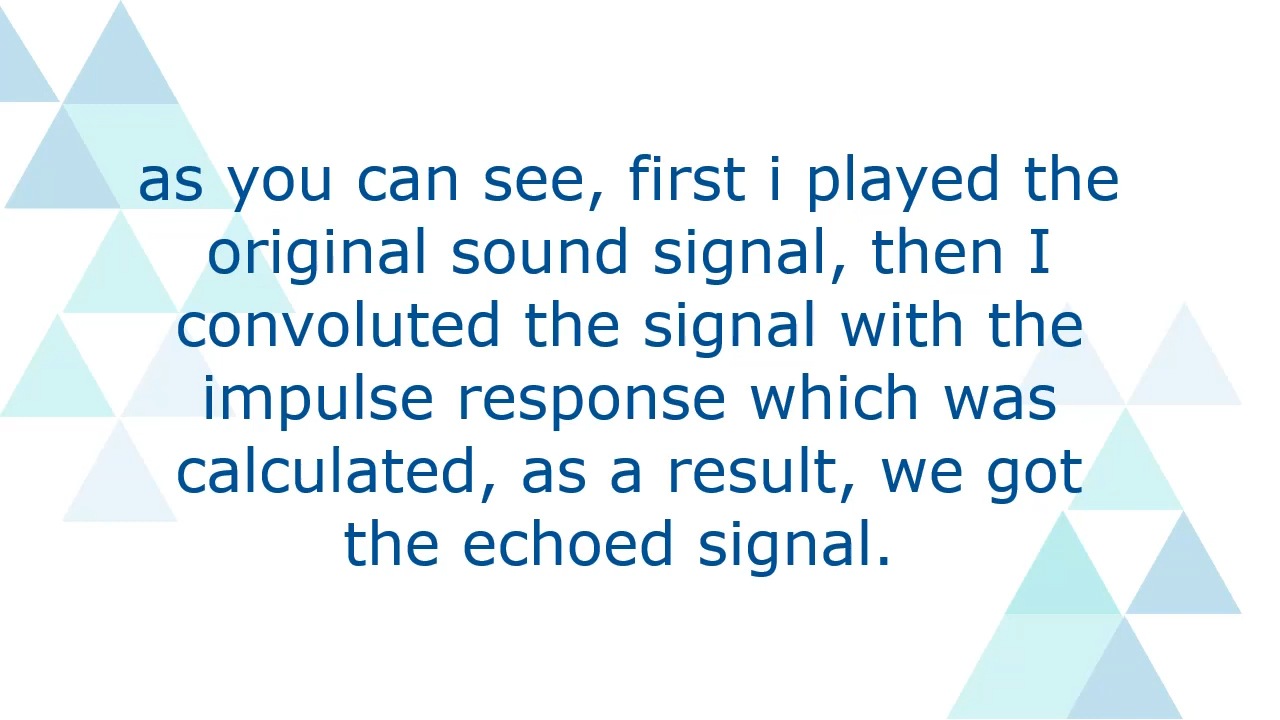 as you can see, first i played the
original sound signal, then I
convoluted the signal with the
impulse response which was
calculated, as a result, we got
the echoed signal.